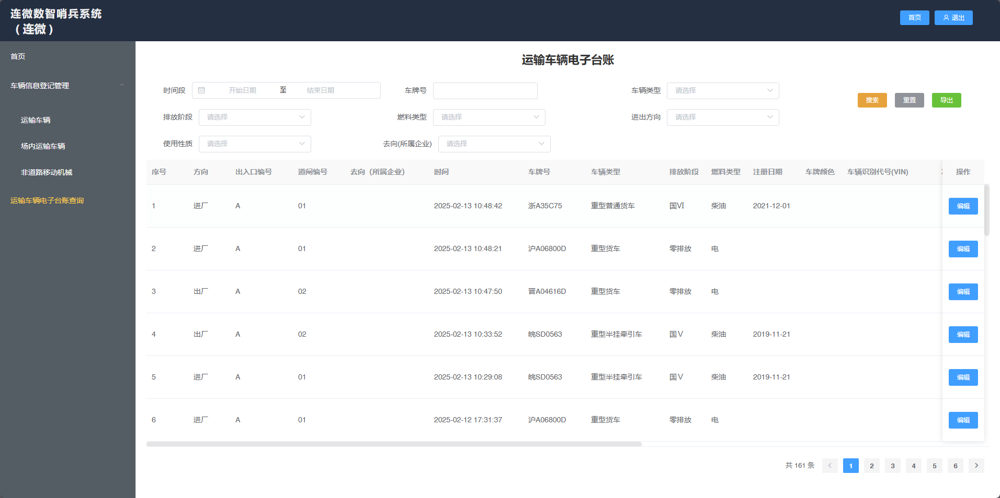 连微数智哨兵系统
（连微）
首页
退出
首页
车辆信息登记管理
运输车辆
场内运输车辆
非道路移动机械
运输车辆电子台账查询
运输车辆电子台账
时间段 开始日期 至 结束日期 车牌号 车辆类型 请选择
搜索 重置 导出
排放阶段 请选择 燃料类型 请选择 进出方向 请选择
使用性质 请选择 去向(所属企业) 请选择
序号 方向 出入口编号 道闸编号 去向（所属企业） 时间 车牌号 车辆类型 排放阶段 燃料类型 注册日期 车牌颜色 车辆识别代号(VIN) 操作
1 进厂 A 01 2025-02-13 10:48:42 浙A35C75 重型普通货车 国VI 柴油 2021-12-01 编辑
2 进厂 A 01 2025-02-13 10:48:21 沪A06800D 重型货车 零排放 电 编辑
3 出厂 A 02 2025-02-13 10:47:50 晋A04616D 重型货车 零排放 电 编辑
4 出厂 A 02 2025-02-13 10:33:52 皖SD0563 重型半挂牵引车 国Ⅴ 柴油 2019-11-21 编辑
5 进厂 A 01 2025-02-13 10:29:08 皖SD0563 重型半挂牵引车 国Ⅴ 柴油 2019-11-21 编辑
6 进厂 A 01 2025-02-12 17:31:37 沪A06800D 重型货车 零排放 电 编辑
共 161 条 1 2 3 4 5 6